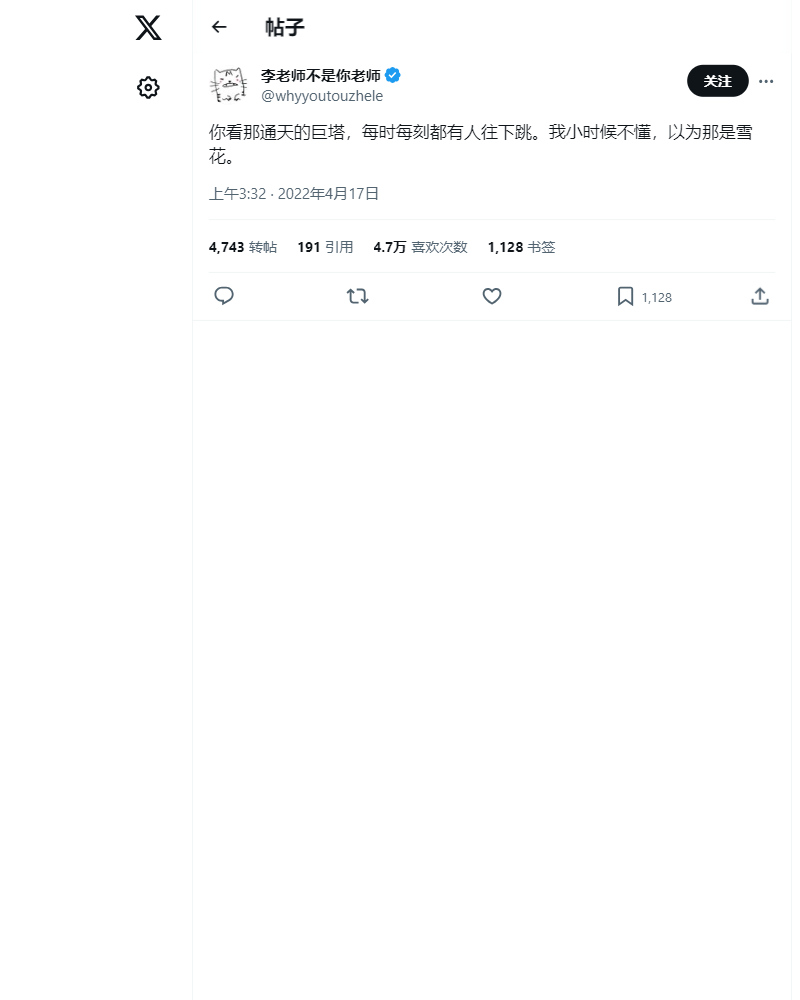 帖子
李老师不是你老师
@whyyoutouzhele
关注
你看那通天的巨塔，每时每刻都有人往下跳。我小时候不懂，以为那是雪
花。
上午3:32 · 2022年4月17日
4,743 转帖 191 引用 4.7万 喜欢次数 1,128 书签
1,128